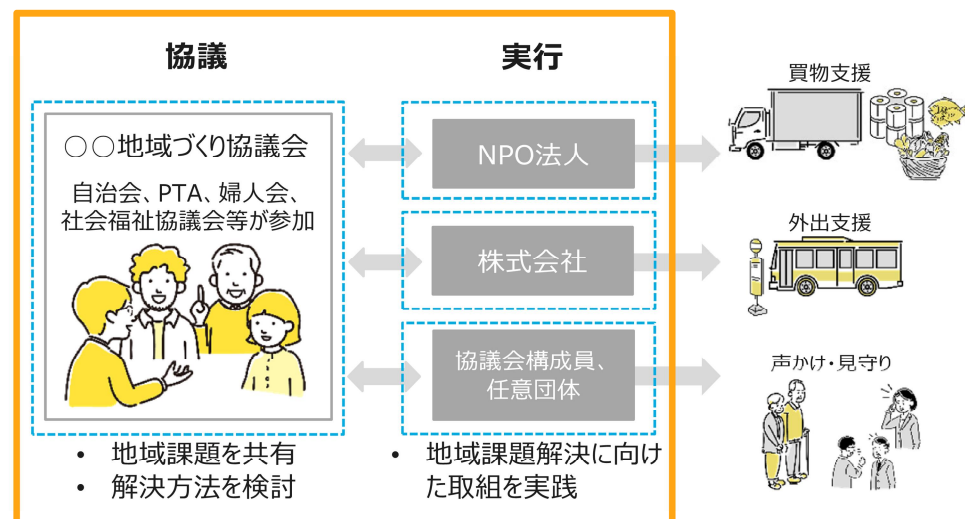 協議
○○地域づくり協議会
自治会、PTA、婦人会、
社会福祉協議会等が参加
• 地域課題を共有
• 解決方法を検討
実行
NPO法人
株式会社
協議会構成員、
任意団体
• 地域課題解決に向け
た取組を実践
買物支援
外出支援
声かけ・見守り